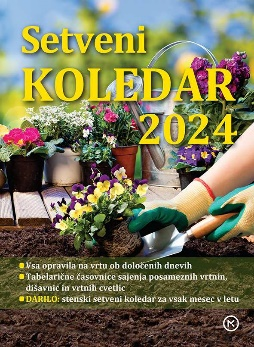 Setveni
KOLEDAR
2024
Vsa opravila na vrtu ob določenih dnevih
Tabelarične časovnice sajenja posameznih vrtnin,
dišavnic in vrtnih cvetlic
DARILO: stenski setveni koledar za vsak mesec v letu